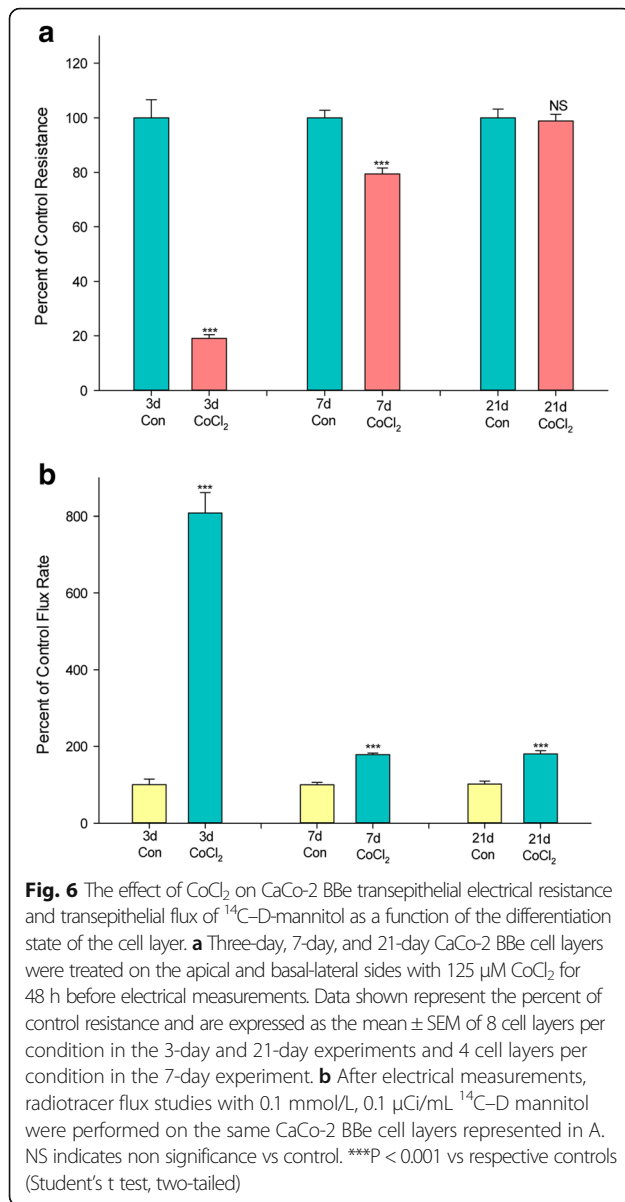 a
120
100
80
60
40
20
0
Percent of Control Resistance
***
***
NS
3d Con
3d CoCl₂
7d Con
7d CoCl₂
21d Con
21d CoCl₂
b
800
600
400
200
0
Percent of Control Flux Rate
***
***
***
3d Con
3d CoCl₂
7d Con
7d CoCl₂
21d Con
21d CoCl₂
Fig. 6 The effect of CoCl₂ on CaCo-2 BBe transepithelial electrical resistance
and transepithelial flux of ¹⁴C–D-mannitol as a function of the differentiation
state of the cell layer. a Three-day, 7-day, and 21-day CaCo-2 BBe cell layers
were treated on the apical and basal-lateral sides with 125 μM CoCl₂ for
48 h before electrical measurements. Data shown represent the percent of
control resistance and are expressed as the mean ± SEM of 8 cell layers per
condition in the 3-day and 21-day experiments and 4 cell layers per
condition in the 7-day experiment. b After electrical measurements,
radiotracer flux studies with 0.1 mmol/L, 0.1 μCi/mL ¹⁴C–D mannitol
were performed on the same CaCo-2 BBe cell layers represented in A.
NS indicates non significance vs control. ***P < 0.001 vs respective controls
(Student's t test, two-tailed)